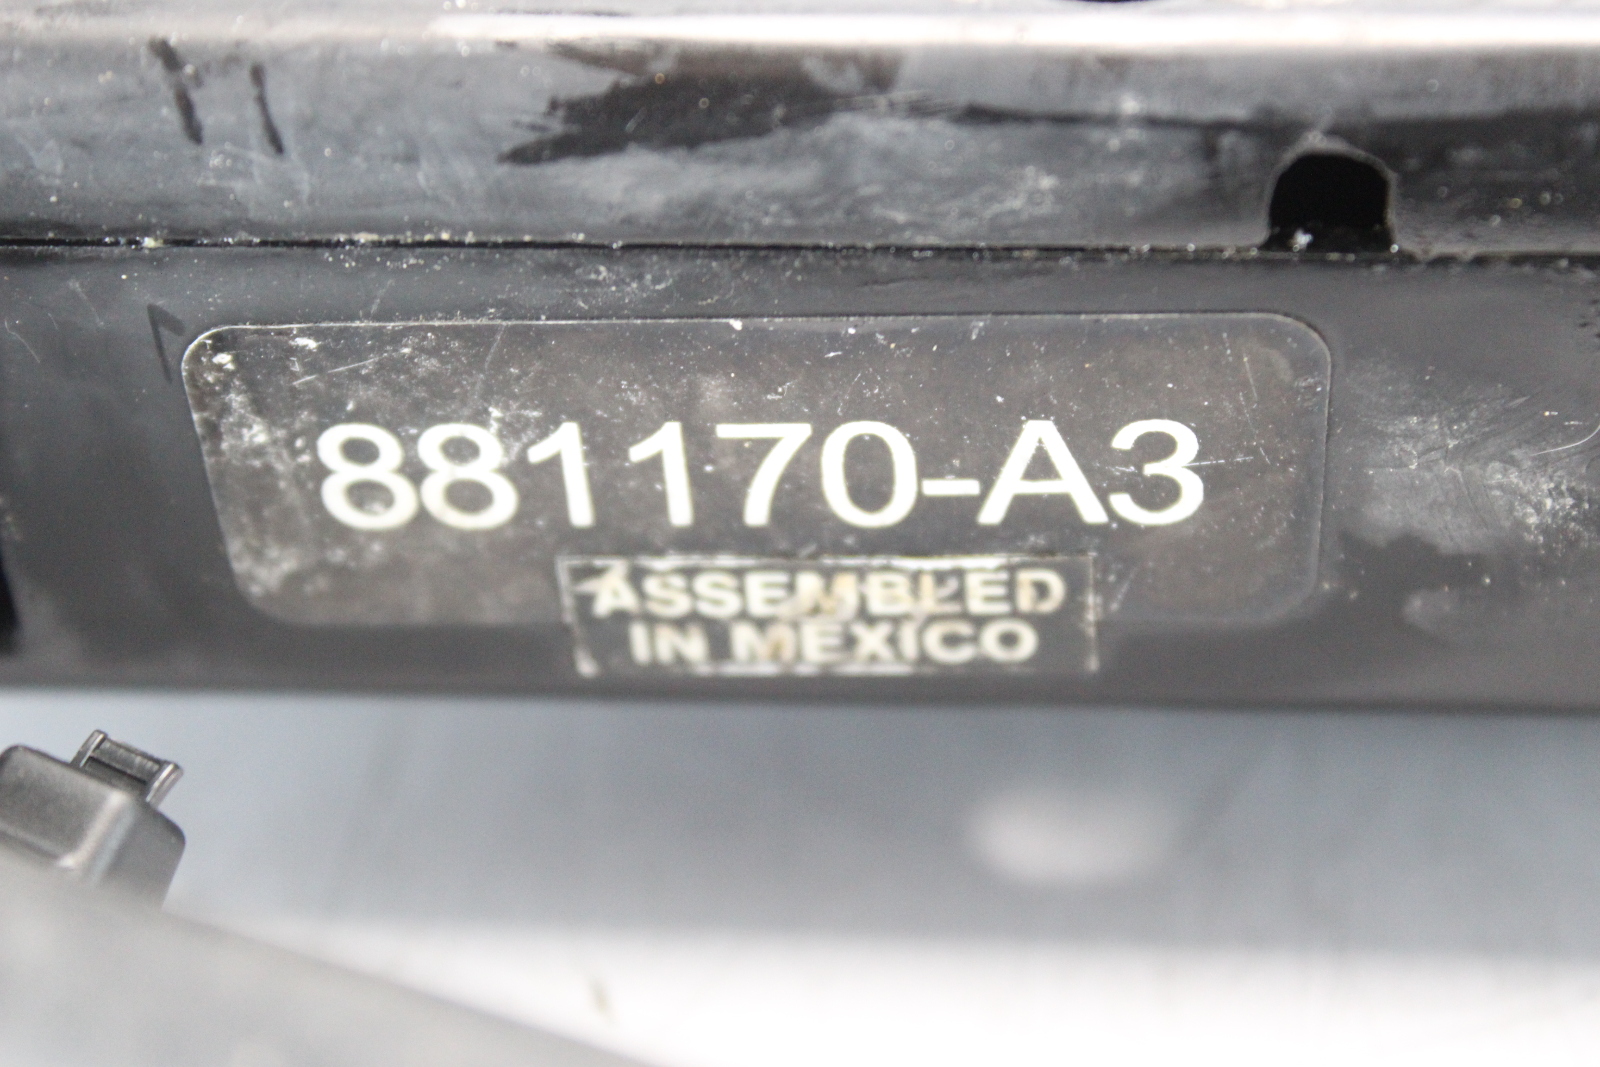 881170-A3
ASSEMBLED
IN MEXICO